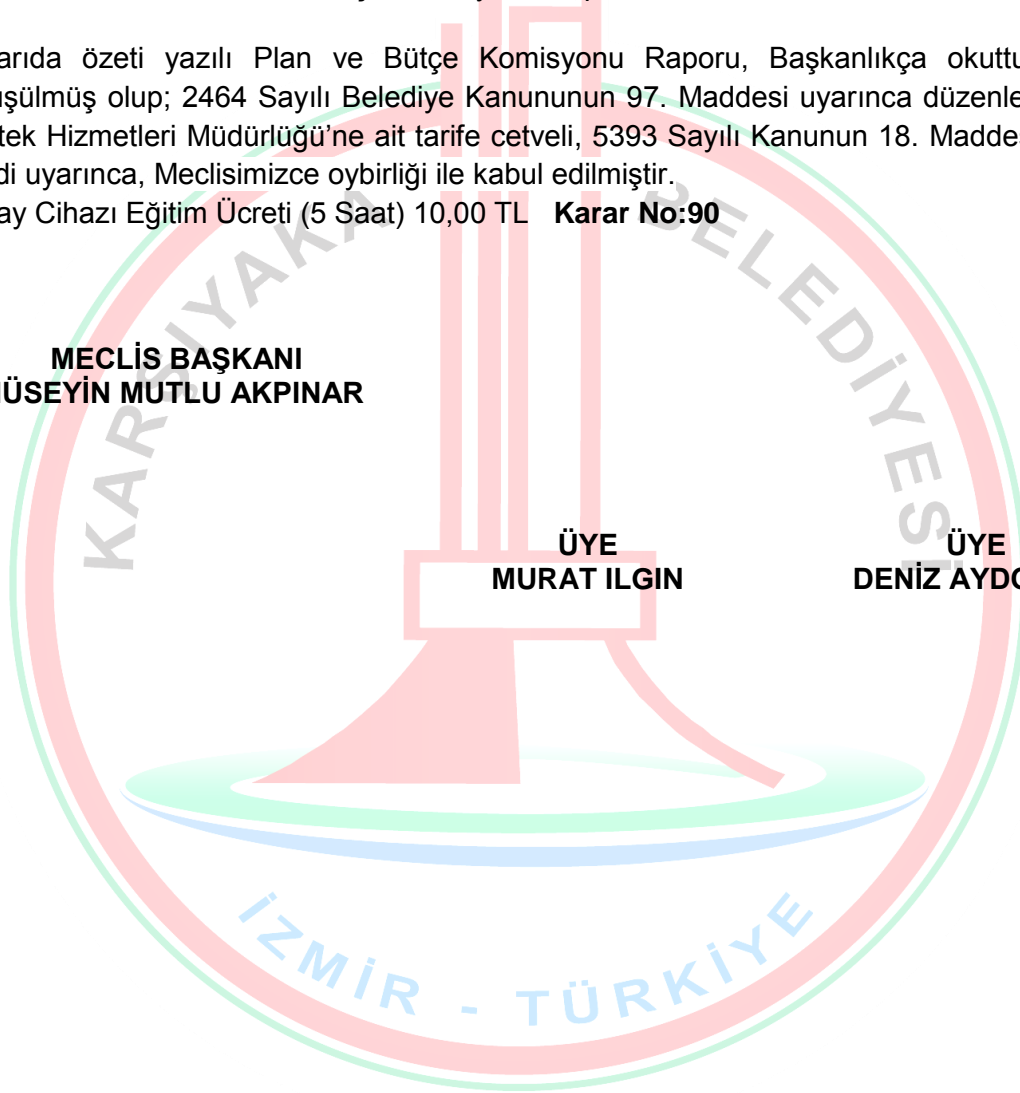 arıda özeti yazılı Plan ve Bütçe Komisyonu Raporu, Başkanlıkça okuttu
üşülmüş olup; 2464 Sayılı Belediye Kanununun 97. Maddesi uyarınca düzenle
tek Hizmetleri Müdürlüğü'ne ait tarife cetveli, 5393 Sayılı Kanunun 18. Maddes
di uyarınca, Meclisimizce oybirliği ile kabul edilmiştir.
ay Cihazı Eğitim Ücreti (5 Saat) 10,00 TL Karar No:90
KARŞIYAKA BELEDİYESİ
MECLİS BAŞKANI
HÜSEYİN MUTLU AKPINAR
ÜYE ÜYE
MURAT ILGIN DENİZ AYDO
İZMİR - TÜRKİYE